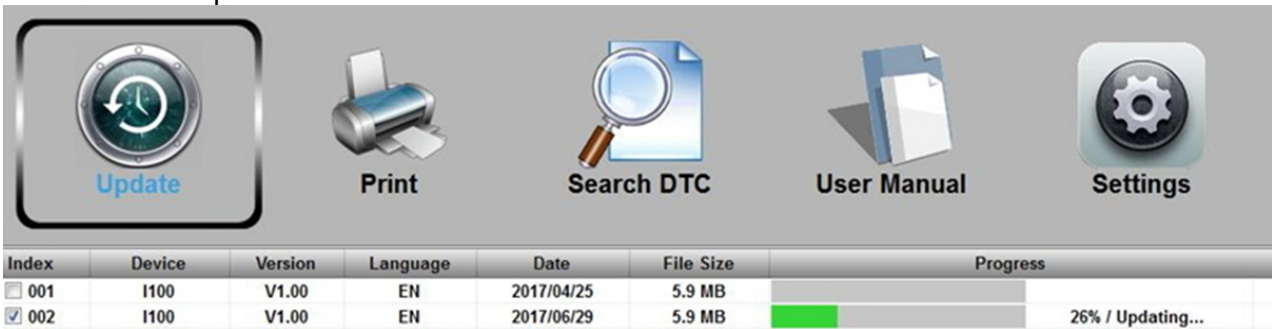 Update Print Search DTC User Manual Settings
Index Device Version Language Date File Size Progress
001 I100 V1.00 EN 2017/04/25 5.9 MB
002 I100 V1.00 EN 2017/06/29 5.9 MB 26% / Updating...